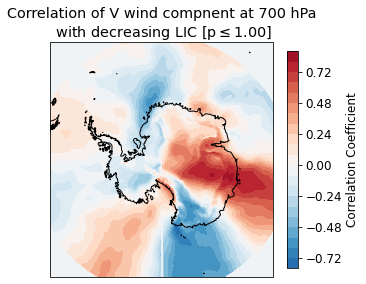 Correlation of V wind compnent at 700 hPa
with decreasing LIC [p ≤ 1.00]
0.72
0.48
0.24
0.00
−0.24
−0.48
−0.72
Correlation Coefficient